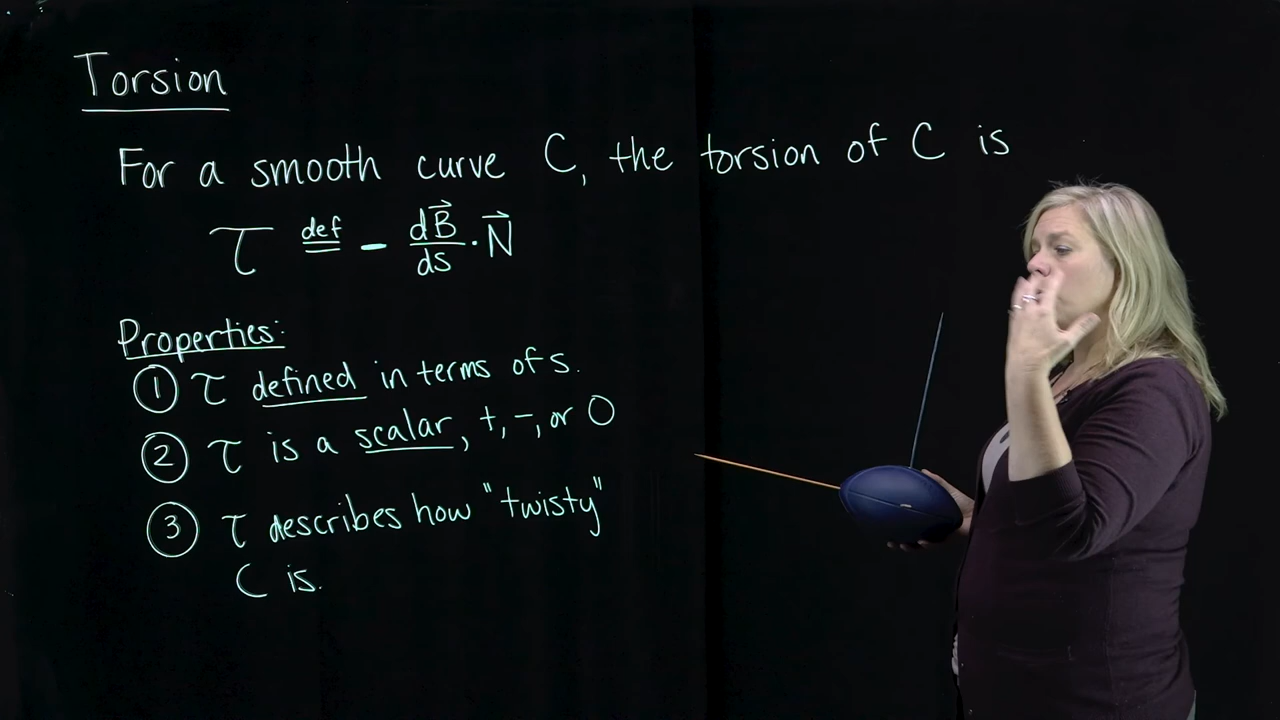 Torsion
For a smooth curve C, the torsion of C is
τ def = - dB⃗/ds · N⃗
Properties:
① τ defined in terms of s.
② τ is a scalar, +, -, or 0
③ τ describes how "twisty"
C is.